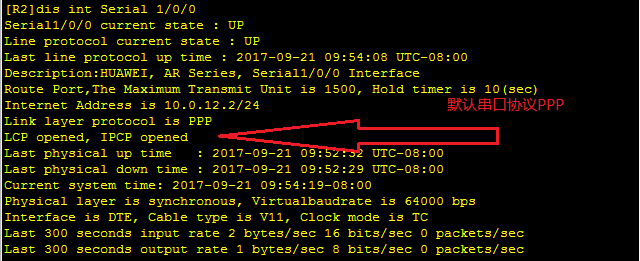 [R2]dis int Serial 1/0/0
Serial1/0/0 current state : UP
Line protocol current state : UP
Last line protocol up time : 2017-09-21 09:54:08 UTC-08:00
Description:HUAWEI, AR Series, Serial1/0/0 Interface
Route Port,The Maximum Transmit Unit is 1500, Hold timer is 10(sec)
Internet Address is 10.0.12.2/24
默认串口协议PPP
Link layer protocol is PPP
LCP opened, IPCP opened
Last physical up time   : 2017-09-21 09:52:32 UTC-08:00
Last physical down time : 2017-09-21 09:52:29 UTC-08:00
Current system time: 2017-09-21 09:54:19-08:00
Physical layer is synchronous, Virtualbaudrate is 64000 bps
Interface is DTE, Cable type is V11, Clock mode is TC
Last 300 seconds input rate 2 bytes/sec 16 bits/sec 0 packets/sec
Last 300 seconds output rate 1 bytes/sec 8 bits/sec 0 packets/sec